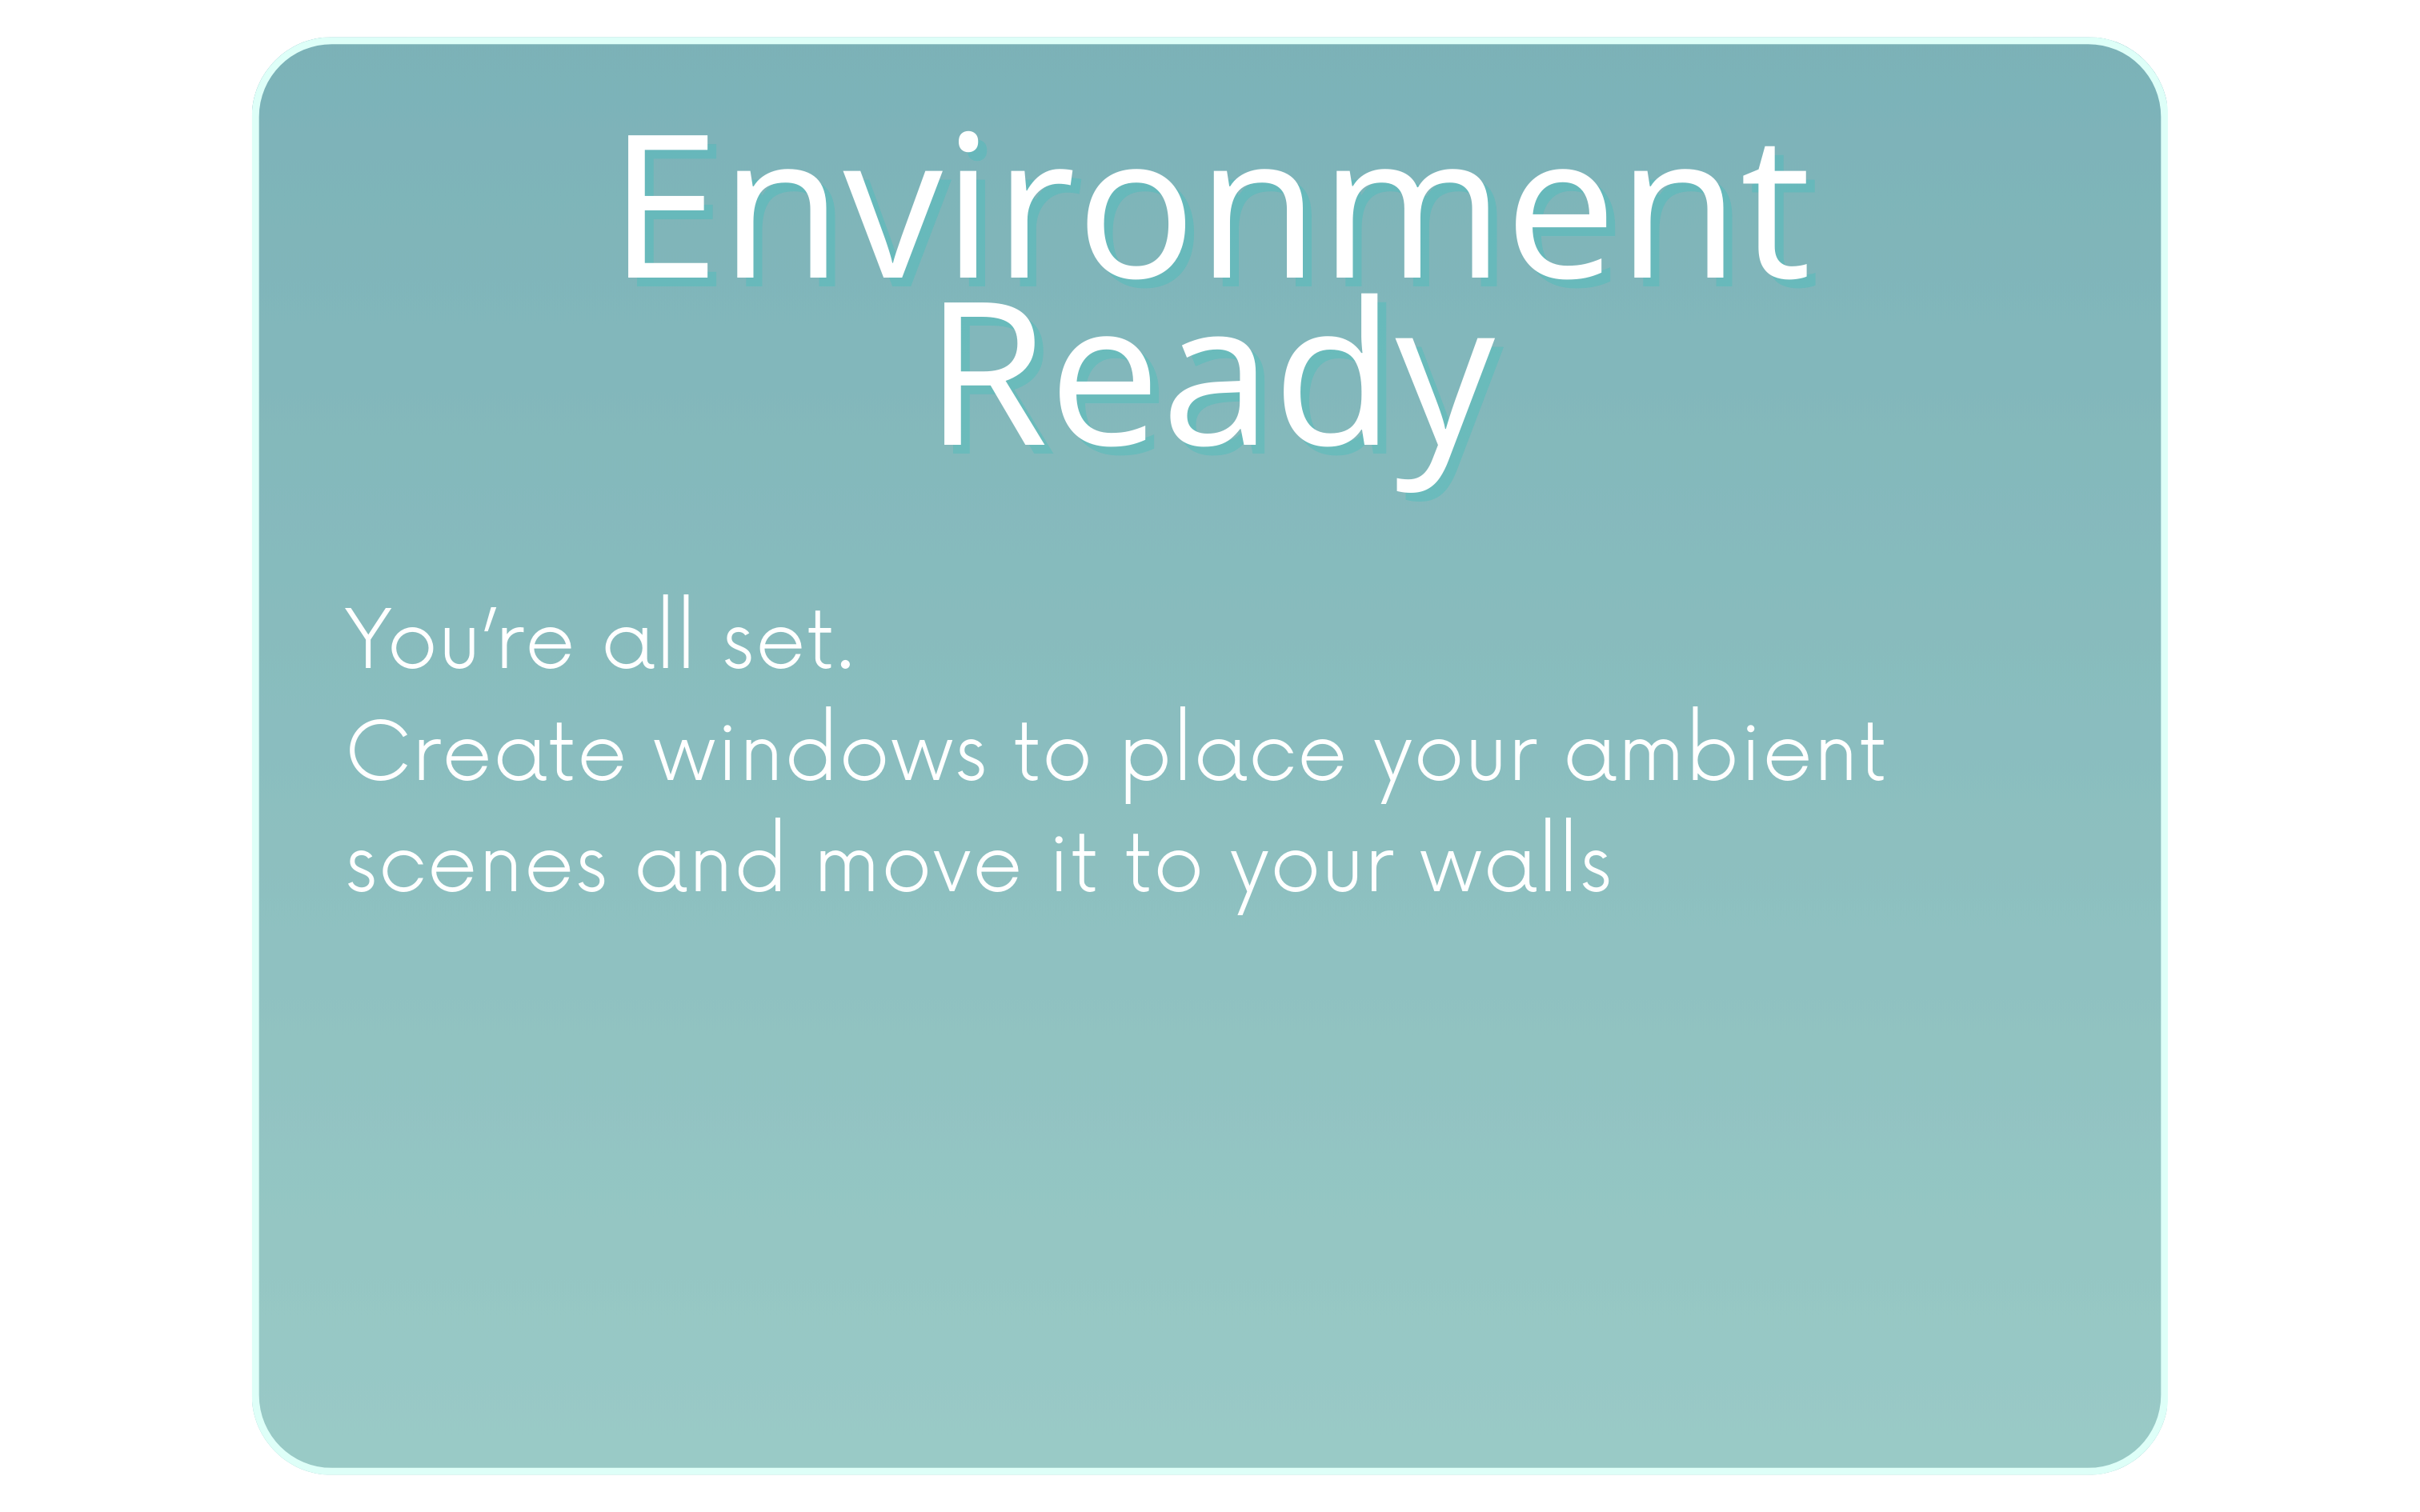 Environment
Ready
You’re all set.
Create windows to place your ambient
scenes and move it to your walls